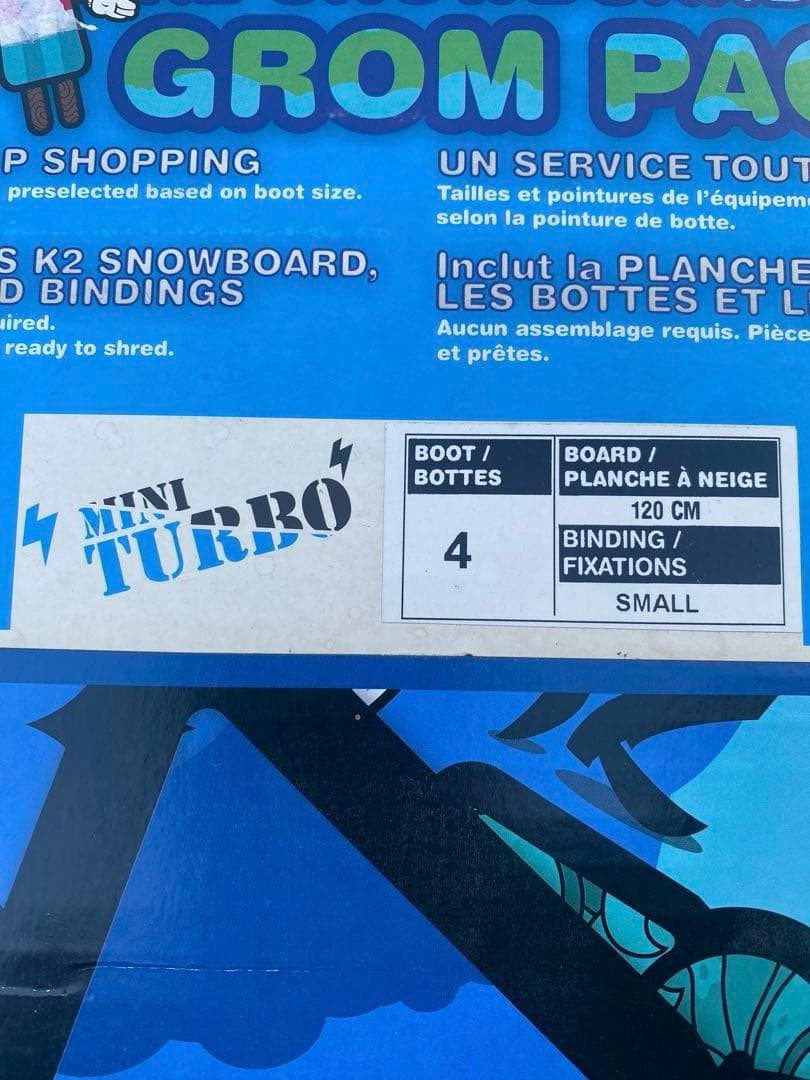 GROM
P SHOPPING
preselected based on boot size.
S K2 SNOWBOARD,
D BINDINGS
uired.
ready to shred.
UN SERVICE TOUT
Tailles et pointures de l'équipem
selon la pointure de botte.
Inclut la PLANCHE
LES BOTTES ET L
Aucun assemblage requis. Pièce
et prêtes.
MINI
TURBO
BOOT /
BOTTES
4
BOARD /
PLANCHE À NEIGE
120 CM
BINDING /
FIXATIONS
SMALL